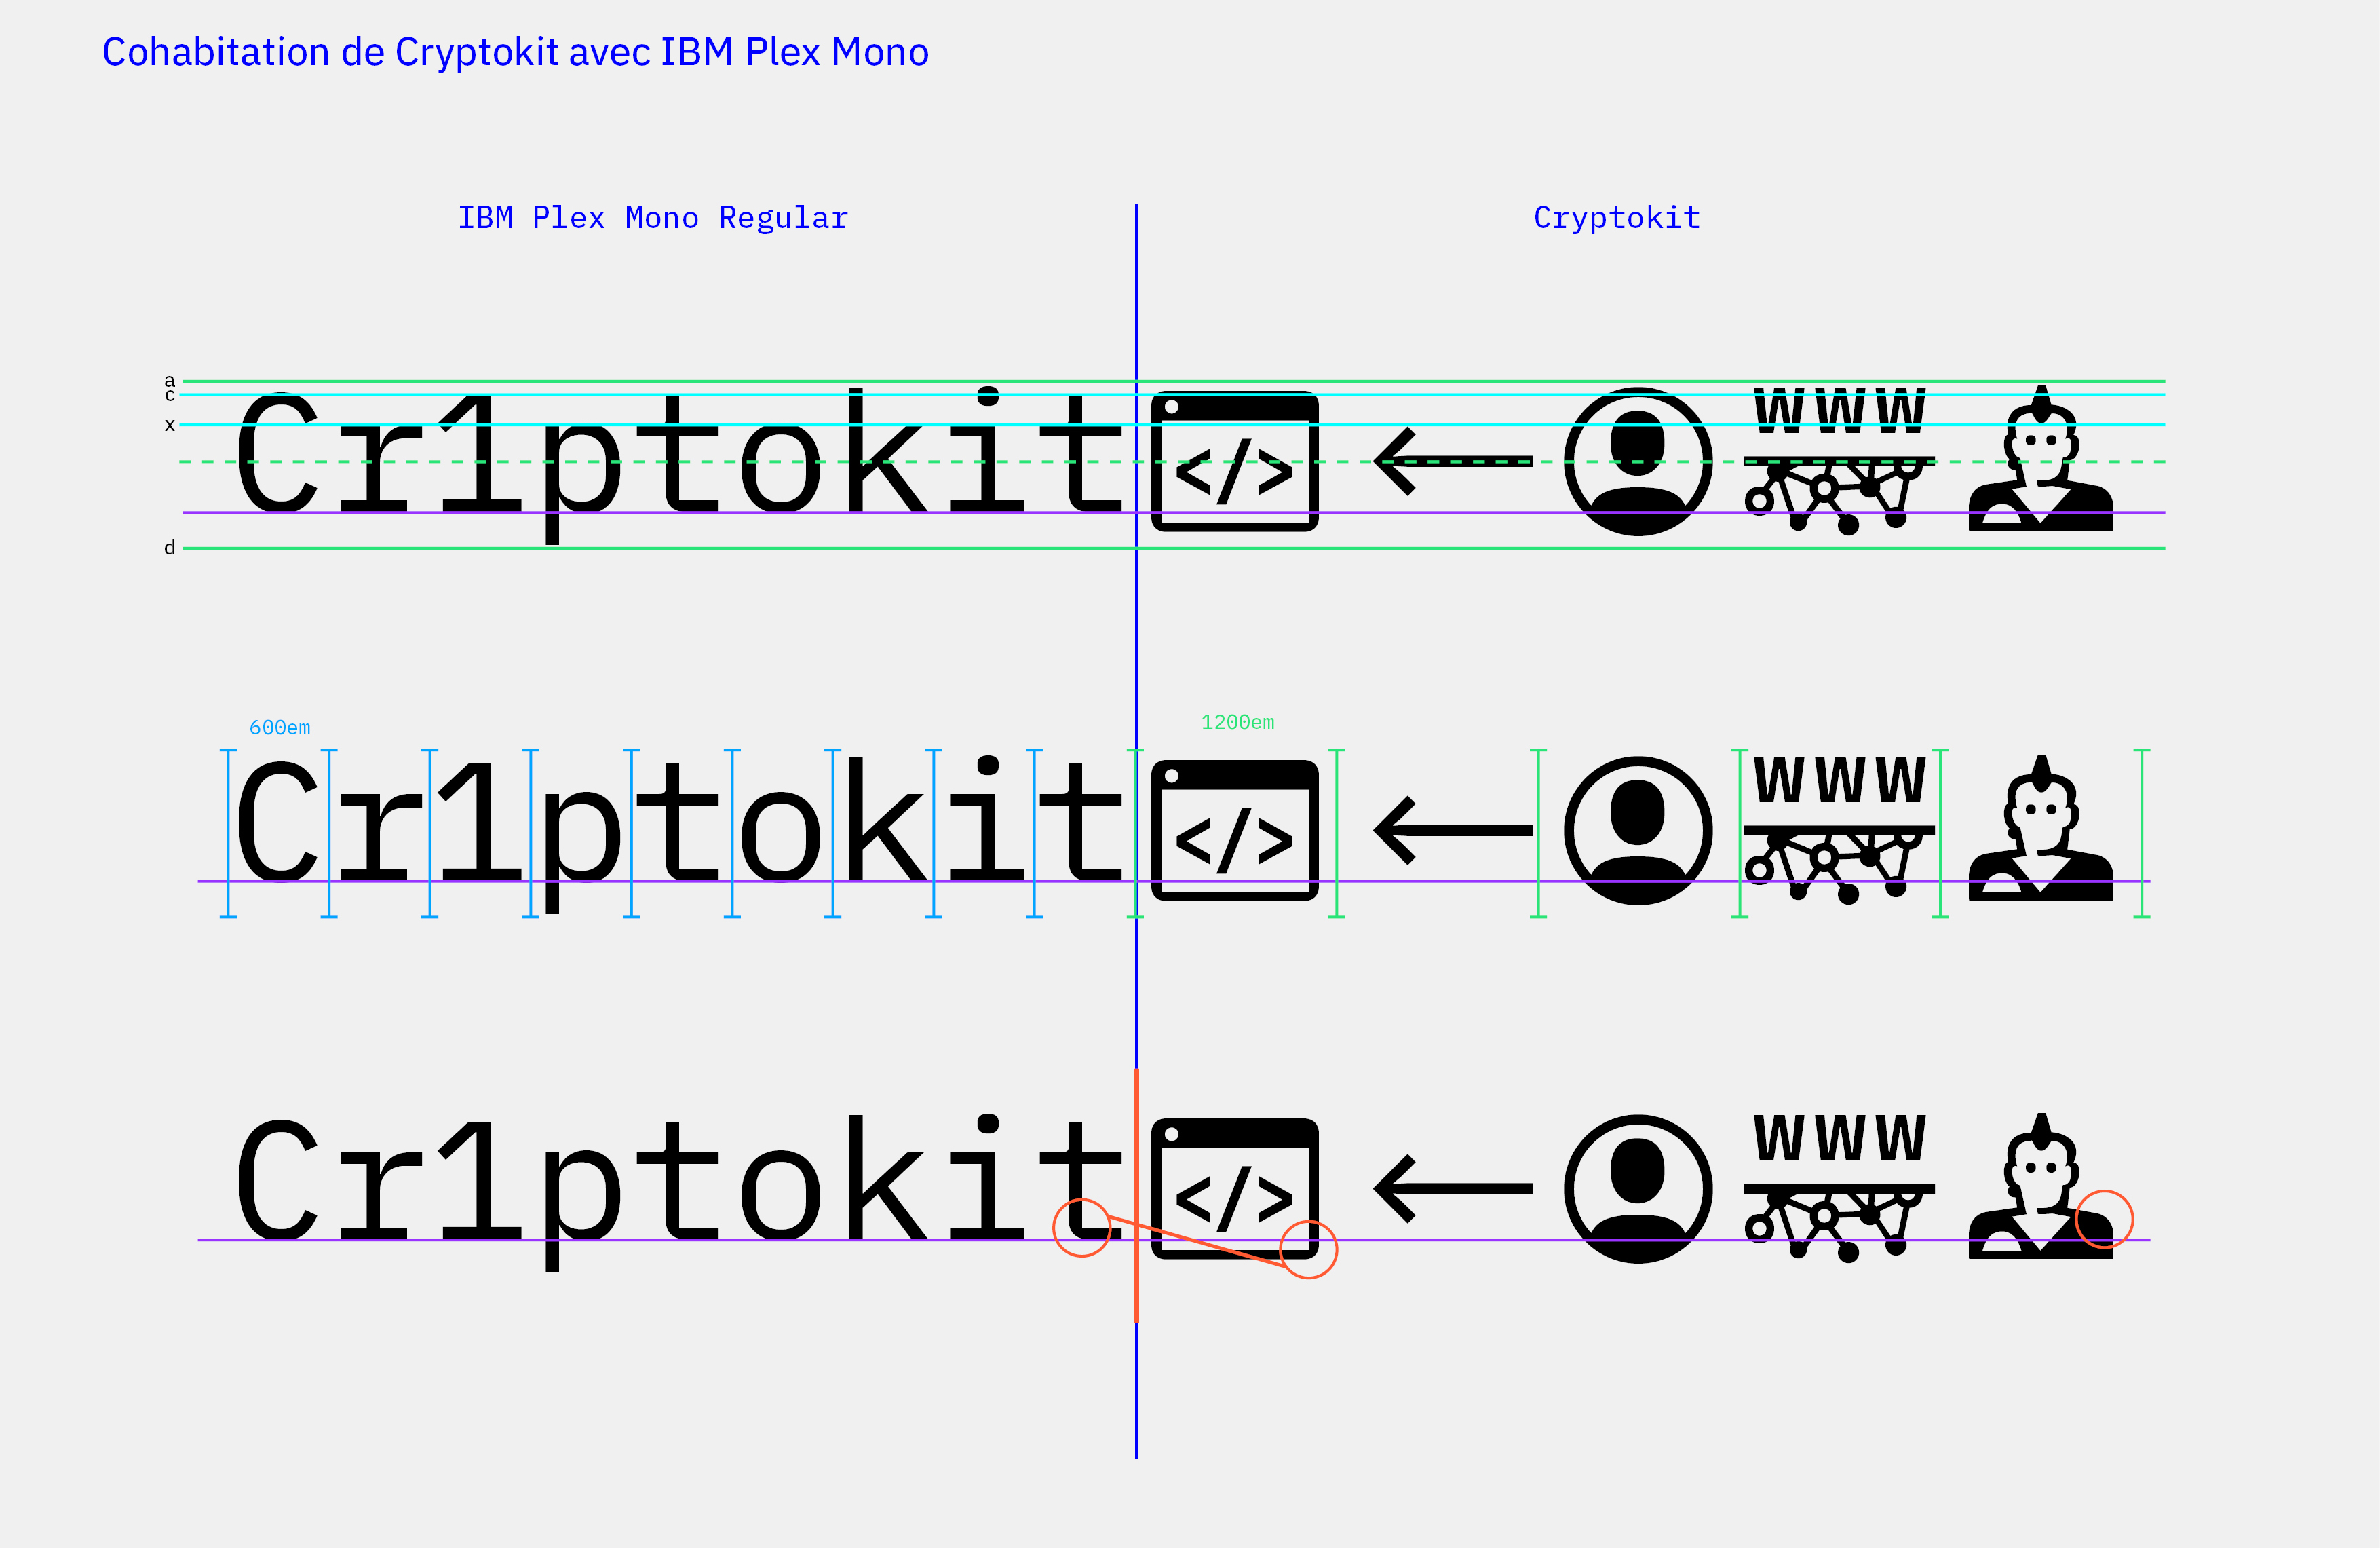 Cohabitation de Cryptokit avec IBM Plex Mono
IBM Plex Mono Regular
Cryptokit
a
c
x
d
Cr1ptokit </> WWW
600em
1200em
Cr1ptokit </> WWW
Cr1ptokit </> WWW